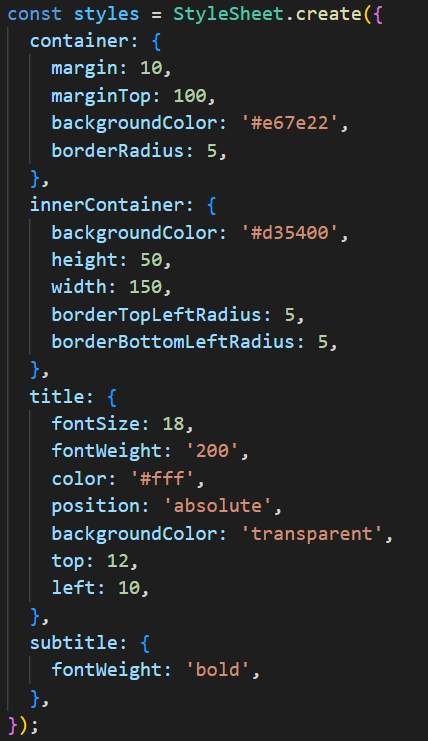 const styles = StyleSheet.create({
  container: {
    margin: 10,
    marginTop: 100,
    backgroundColor: '#e67e22',
    borderRadius: 5,
  },
  innerContainer: {
    backgroundColor: '#d35400',
    height: 50,
    width: 150,
    borderTopLeftRadius: 5,
    borderBottomLeftRadius: 5,
  },
  title: {
    fontSize: 18,
    fontWeight: '200',
    color: '#fff',
    position: 'absolute',
    backgroundColor: 'transparent',
    top: 12,
    left: 10,
  },
  subtitle: {
    fontWeight: 'bold',
  },
});